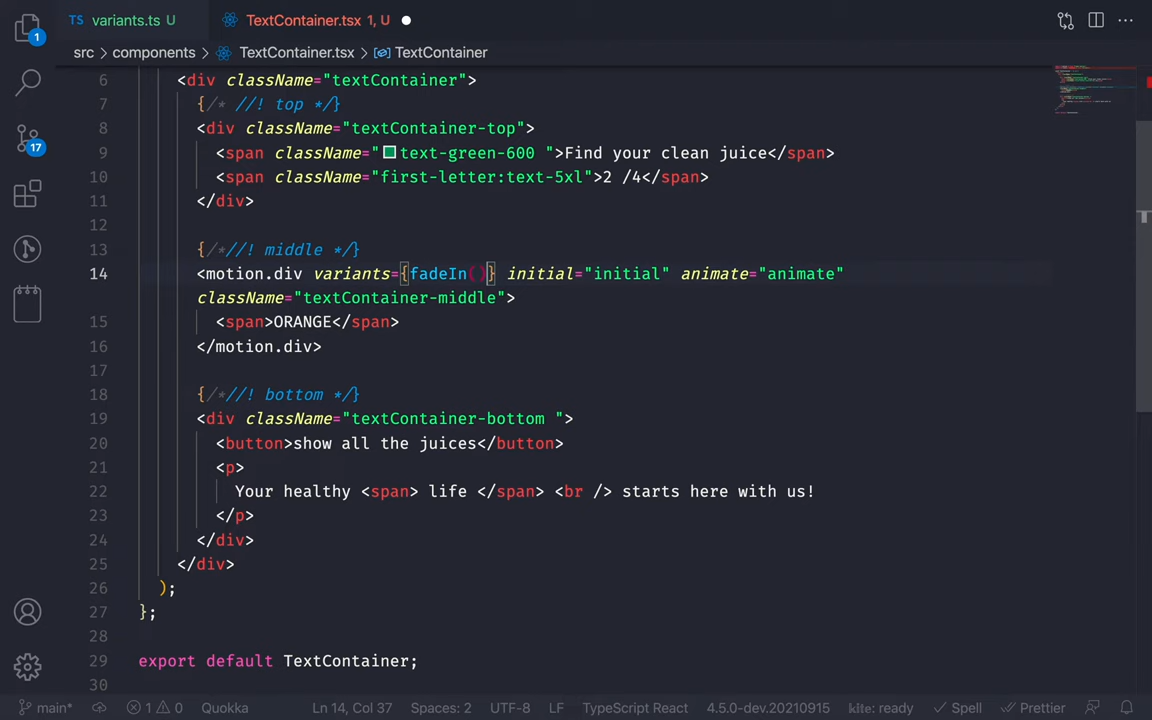 TS variants.ts U TextContainer.tsx 1, U
src > components > TextContainer.tsx > TextContainer
1
17
6 <div className="textContainer">
7 {/* //! top */}
8 <div className="textContainer-top">
9 <span className="text-green-600 ">Find your clean juice</span>
10 <span className="first-letter:text-5xl">2 /4</span>
11 </div>
12
13 {/*//! middle */}
14 <motion.div variants={fadeIn()} initial="initial" animate="animate"
className="textContainer-middle">
15 <span>ORANGE</span>
16 </motion.div>
17
18 {/*//! bottom */}
19 <div className="textContainer-bottom ">
20 <button>show all the juices</button>
21 <p>
22 Your healthy <span> life </span> <br /> starts here with us!
23 </p>
24 </div>
25 </div>
26 );
27 };
28
29 export default TextContainer;
30
main* 1 0 Quokka Ln 14, Col 37 Spaces: 2 UTF-8 LF TypeScript React 4.5.0-dev.20210915 kite: ready Spell Prettier